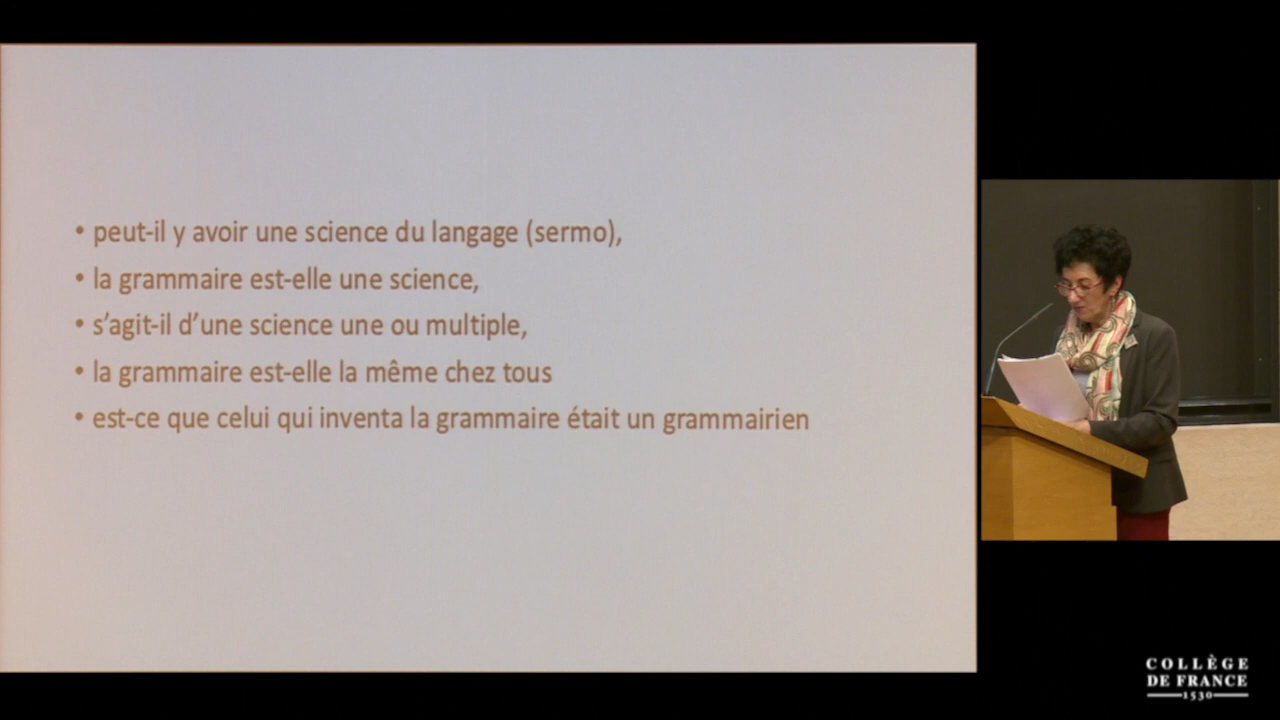 • peut-il y avoir une science du langage (sermo),
• la grammaire est-elle une science,
• s’agit-il d’une science une ou multiple,
• la grammaire est-elle la même chez tous
• est-ce que celui qui inventa la grammaire était un grammairien
COLLÈGE
DE FRANCE
1530